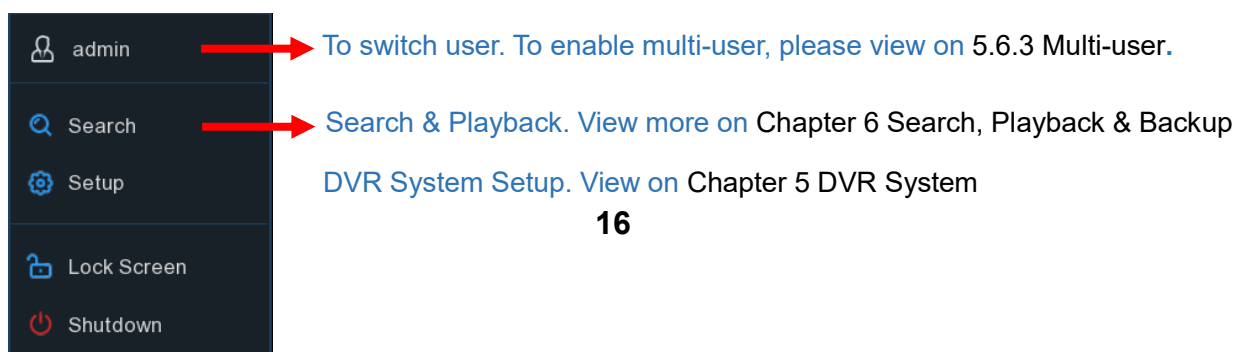 admin To switch user. To enable multi-user, please view on 5.6.3 Multi-user.
Search Search & Playback. View more on Chapter 6 Search, Playback & Backup
Setup DVR System Setup. View on Chapter 5 DVR System
16
Lock Screen
Shutdown